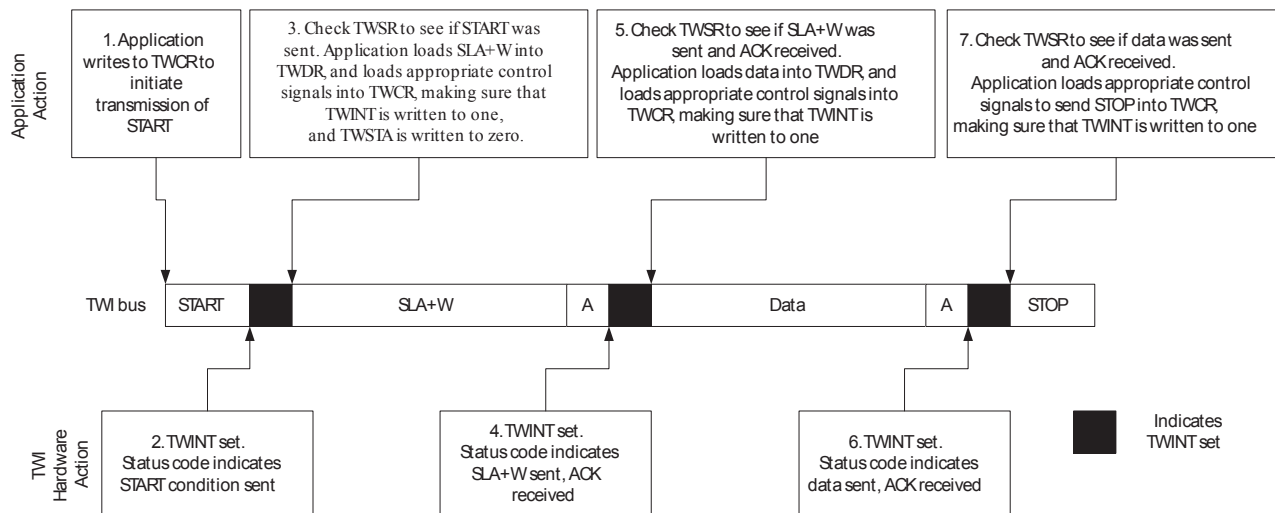 Application
Action
1. Application
writes to TWCR to
initiate
transmission of
START
3. Check TWSR to see if START was
sent. Application loads SLA+W into
TWDR, and loads appropriate control
signals into TWCR, making sure that
TWINT is written to one,
and TWSTA is written to zero.
5. Check TWSR to see if SLA+W was
sent and ACK received.
Application loads data into TWDR, and
loads appropriate control signals into
TWCR, making sure that TWINT is
written to one
7. Check TWSR to see if data was sent
and ACK received.
Application loads appropriate control
signals to send STOP into TWCR,
making sure that TWINT is written to one
TWI bus
START
SLA+W
A
Data
A
STOP
TWI
Hardware
Action
2. TWINT set.
Status code indicates
START condition sent
4. TWINT set.
Status code indicates
SLA+W sent, ACK
received
6. TWINT set.
Status code indicates
data sent, ACK received
Indicates
TWINT set